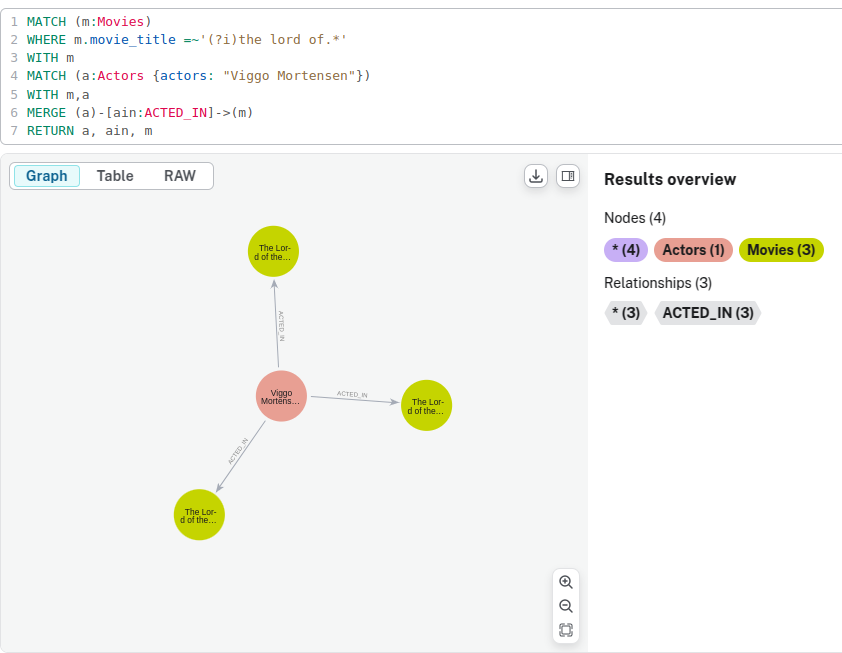 1 MATCH (m:Movies)
2 WHERE m.movie_title =~'(?i)the lord of.*'
3 WITH m
4 MATCH (a:Actors {actors: "Viggo Mortensen"})
5 WITH m,a
6 MERGE (a)-[ain:ACTED_IN]->(m)
7 RETURN a, ain, m
Graph Table RAW
Results overview
Nodes (4)
* (4) Actors (1) Movies (3)
Relationships (3)
* (3) ACTED_IN (3)
The Lor-
d of the...
ACTED_IN
Viggo
Mortens...
ACTED_IN
The Lor-
d of the...
ACTED_IN
The Lor-
d of the...